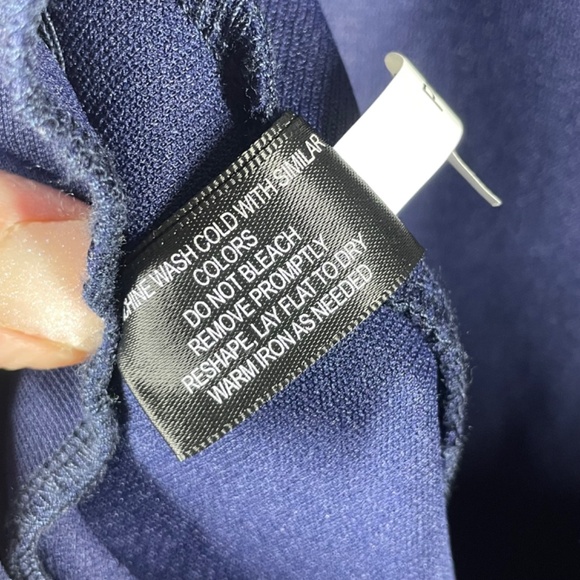 CHINE WASH COLD WITH SIMILAR
COLORS
DO NOT BLEACH
REMOVE PROMPTLY
RESHAPE LAY FLAT TO DRY
WARM IRON AS NEEDED